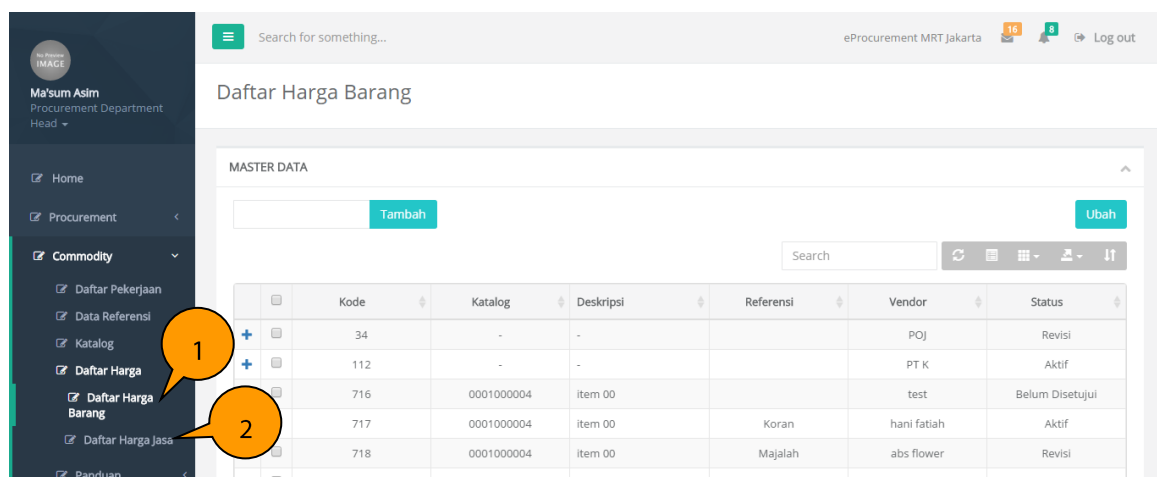 Search for something...
eProcurement MRT Jakarta
16
8
Log out
No Preview
IMAGE
Ma'sum Asim
Procurement Department
Head
Home
Procurement
Commodity
Daftar Pekerjaan
Data Referensi
Katalog
Daftar Harga
Daftar Harga
Barang
Daftar Harga Jasa
Panduan
1
2
Daftar Harga Barang
MASTER DATA
Tambah
Ubah
Search
Kode Katalog Deskripsi Referensi Vendor Status
34 - - POJ Revisi
112 - - PT K Aktif
716 0001000004 item 00 test Belum Disetujui
717 0001000004 item 00 Koran hani fatiah Aktif
718 0001000004 item 00 Majalah abs flower Revisi